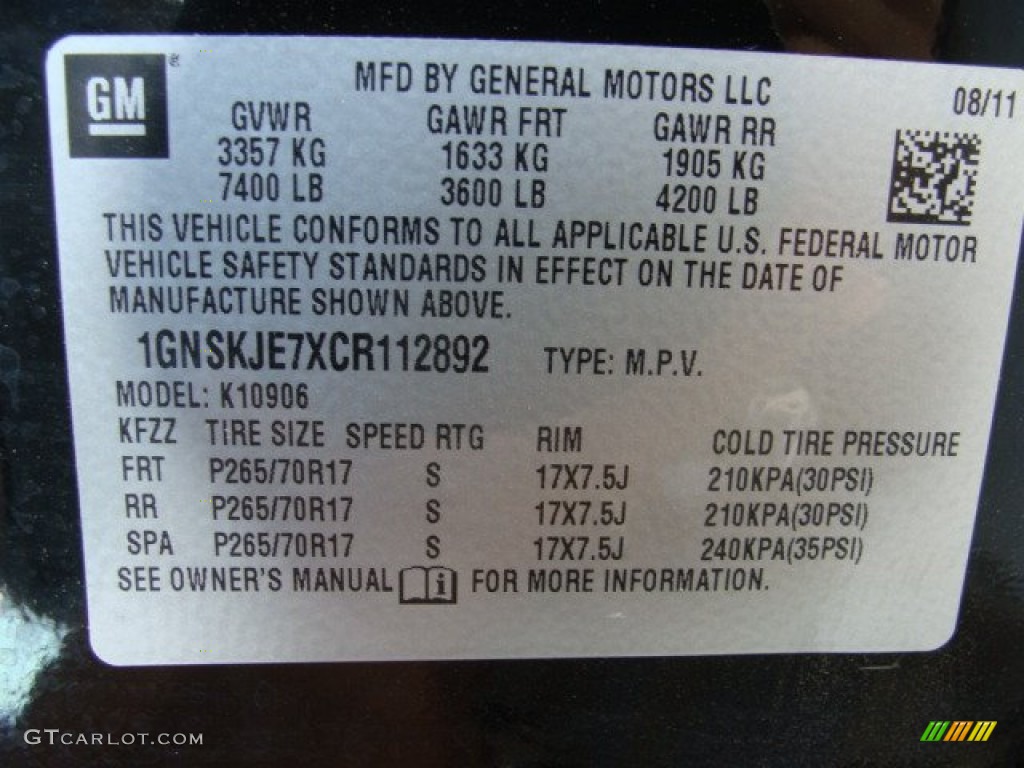 GM ®
MFD BY GENERAL MOTORS LLC
08/11
GVWR GAWR FRT GAWR RR
3357 KG 1633 KG 1905 KG
7400 LB 3600 LB 4200 LB
THIS VEHICLE CONFORMS TO ALL APPLICABLE U.S. FEDERAL MOTOR
VEHICLE SAFETY STANDARDS IN EFFECT ON THE DATE OF
MANUFACTURE SHOWN ABOVE.
1GNSKJE7XCR112892 TYPE: M.P.V.
MODEL: K10906
KFZZ TIRE SIZE SPEED RTG RIM COLD TIRE PRESSURE
FRT P265/70R17 S 17X7.5J 210KPA(30PSI)
RR P265/70R17 S 17X7.5J 210KPA(30PSI)
SPA P265/70R17 S 17X7.5J 240KPA(35PSI)
SEE OWNER'S MANUAL i FOR MORE INFORMATION.
GTCARLOT.COM